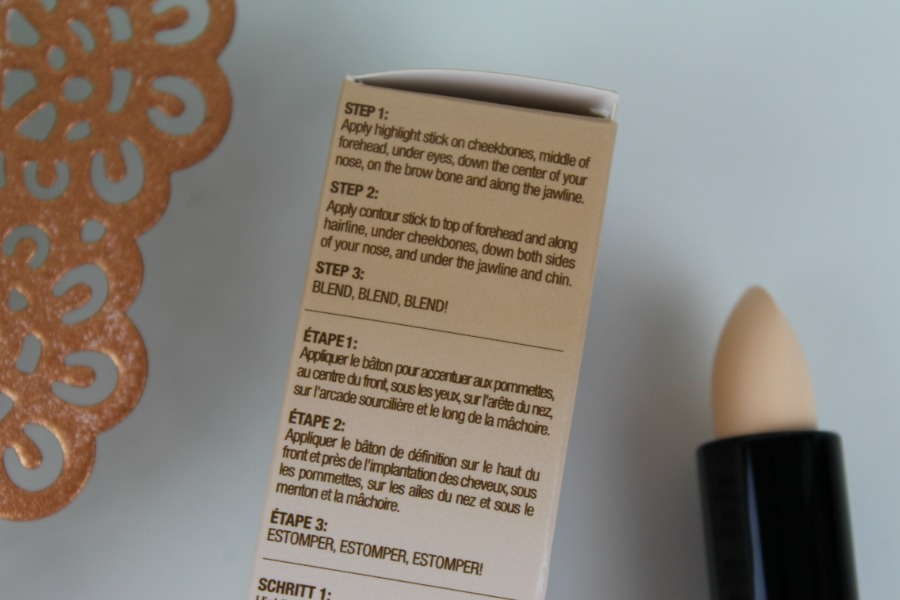 STEP 1:
Apply highlight stick on cheekbones, middle of
forehead, under eyes, down the center of your
nose, on the brow bone and along the jawline.
STEP 2:
Apply contour stick to top of forehead and along
hairline, under cheekbones, down both sides
of your nose, and under the jawline and chin.
STEP 3:
BLEND, BLEND, BLEND!
ÉTAPE 1:
Appliquer le bâton pour accentuer aux pommettes,
au centre du front, sous les yeux, sur l'arête du nez,
sur l'arcade sourcilière et le long de la mâchoire.
ÉTAPE 2:
Appliquer le bâton de définition sur le haut du
front et près de l'implantation des cheveux, sous
les pommettes, sur les ailes du nez et sous le
menton et la mâchoire.
ÉTAPE 3:
ESTOMPER, ESTOMPER, ESTOMPER!
SCHRITT 1: